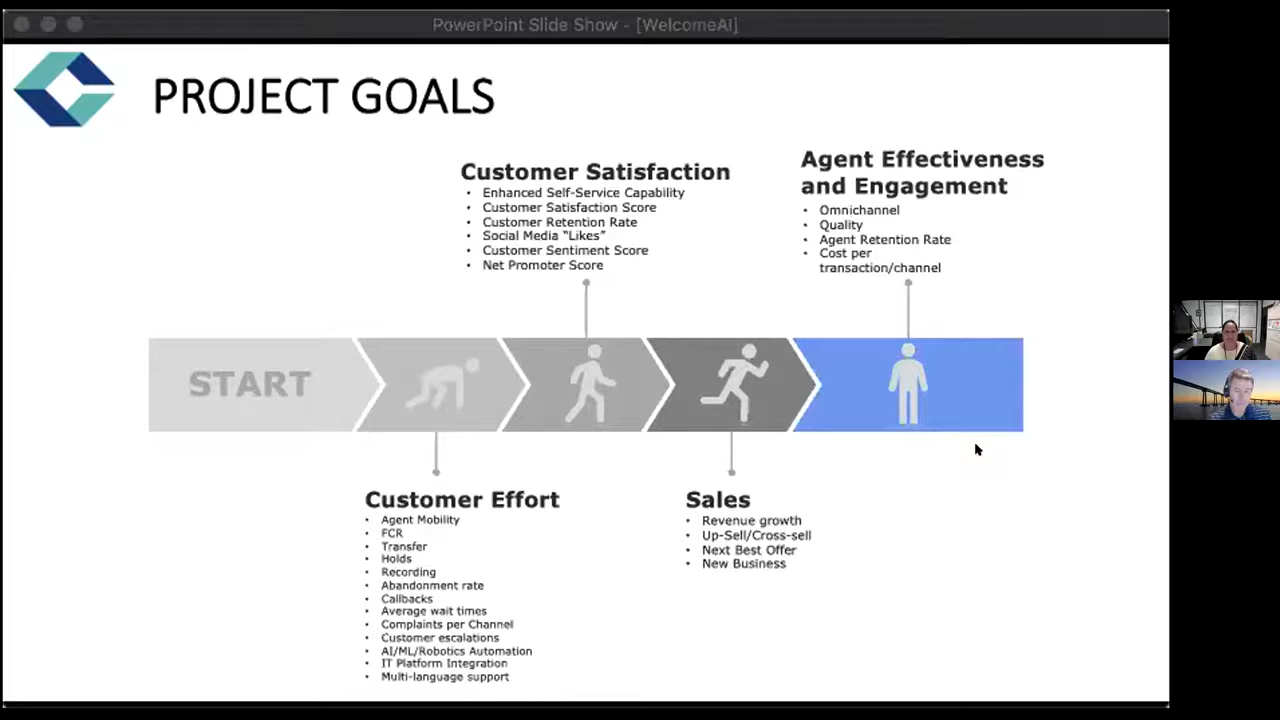 PowerPoint Slide Show - [WelcomeAI]
PROJECT GOALS
Customer Satisfaction
• Enhanced Self-Service Capability
• Customer Satisfaction Score
• Customer Retention Rate
• Social Media “Likes”
• Customer Sentiment Score
• Net Promoter Score
Agent Effectiveness
and Engagement
• Omnichannel
• Quality
• Agent Retention Rate
• Cost per
transaction/channel
START
Customer Effort
• Agent Mobility
• FCR
• Transfer
• Holds
• Recording
• Abandonment rate
• Callbacks
• Average wait times
• Complaints per Channel
• Customer escalations
• AI/ML/Robotics Automation
• IT Platform Integration
• Multi-language support
Sales
• Revenue growth
• Up-Sell/Cross-sell
• Next Best Offer
• New Business